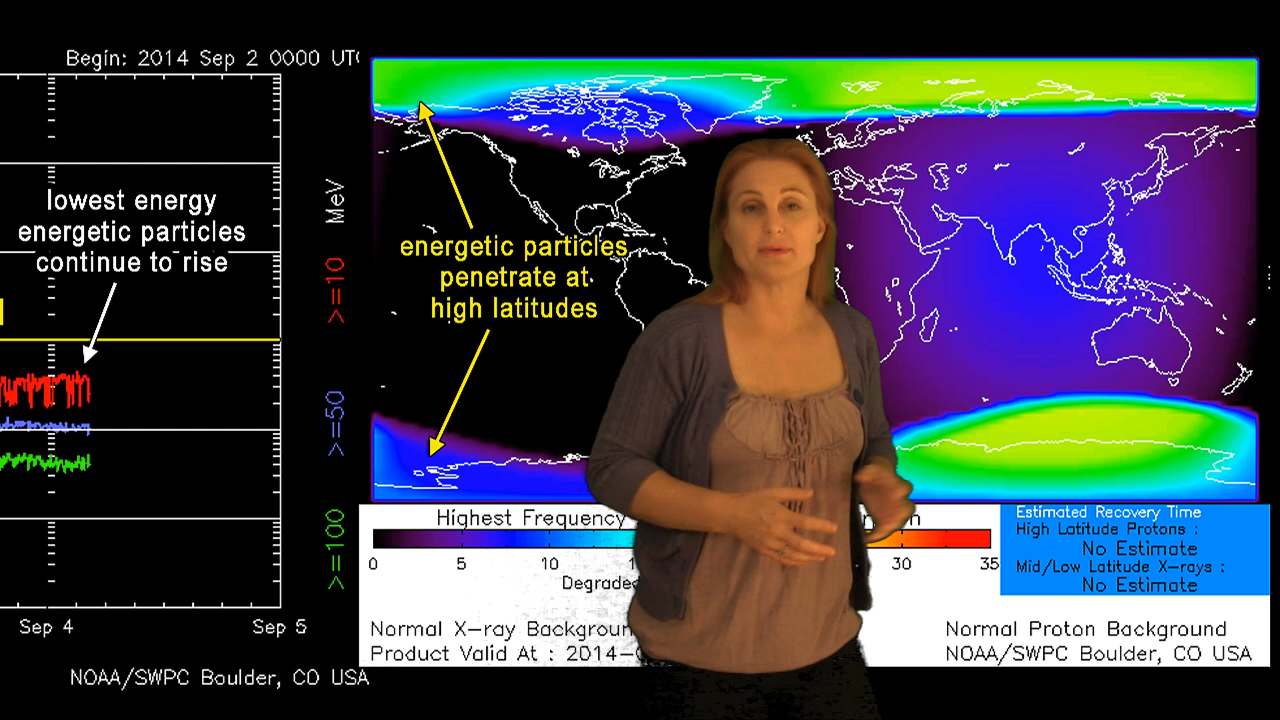 Begin: 2014 Sep 2 0000 UTC
lowest energy
energetic particles
continue to rise
MeV
>=10
>=50
>=100
Sep 4
Sep 5
NOAA/SWPC Boulder, CO USA
energetic particles
penetrate at
high latitudes
Highest Frequency
0 5 10 30 35
Normal X-ray
Product Valid At : 2014-
Estimated Recovery Time
High Latitude Protons :
No Estimate
Mid/Low Latitude X-rays :
No Estimate
Normal Proton Background
NOAA/SWPC Boulder, CO USA